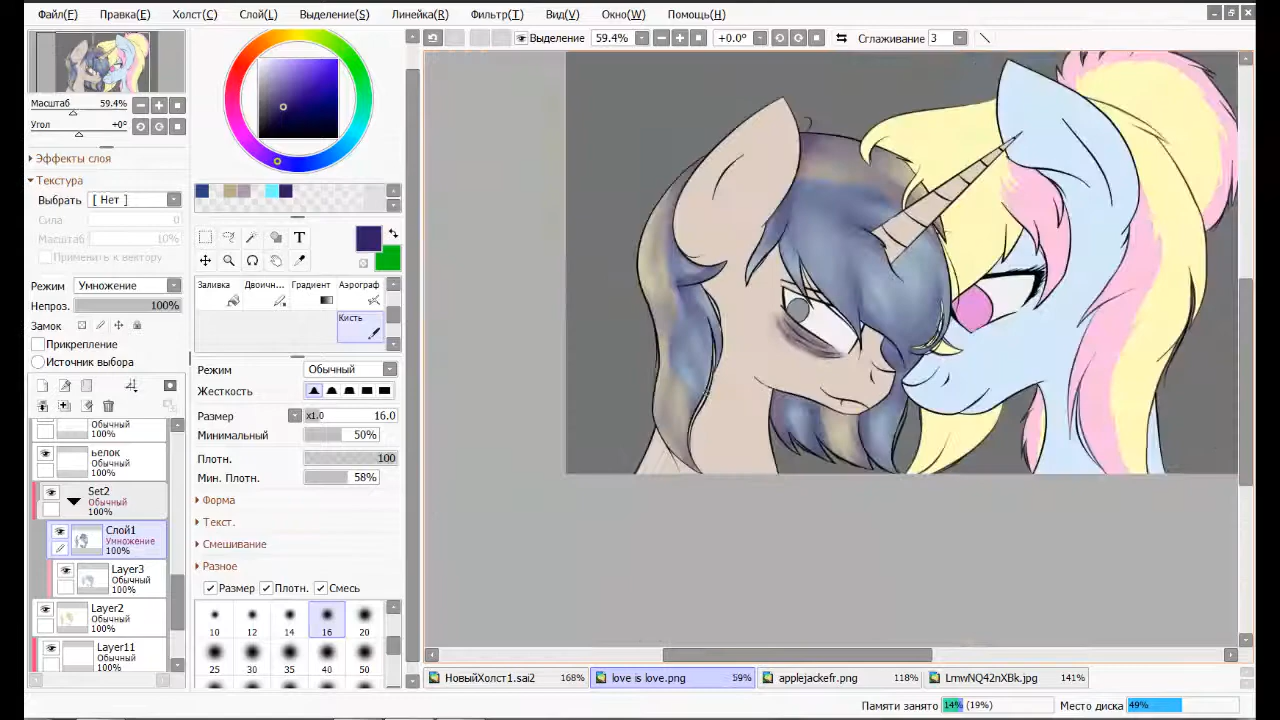 Файл(F) Правка(E) Холст(C) Слой(L) Выделение(S) Линейка(R) Фильтр(T) Вид(V) Окно(W) Помощь(H)
Выделение 59.4% +0.0° Сглаживание 3
Масштаб 59.4%
Угол +0°
Эффекты слоя
Текстура
Выбрать [ Нет ]
Сила 0
Масштаб 10%
Применить к вектору
Режим Умножение
Непроз. 100%
Замок
Прикрепление
Источник выбора
Обычный
100%
ьелок
Обычный
100%
Set2
Обычный
100%
Слой1
Умножение
100%
Layer3
Обычный
100%
Layer2
Обычный
100%
Layer11
Обычный
100%
T
Заливка Двоичн... Градиент Аэрограф
Кисть
Режим Обычный
Жесткость
Размер x1.0 16.0
Минимальный 50%
Плотн. 100
Мин. Плотн. 58%
Форма
Текст.
Смешивание
Разное
Размер Плотн. Смесь
10 12 14 16 20
25 30 35 40 50
НовыйХолст1.sai2 168% love is love.png 59% applejackefr.png 118% LmwNQ42nXBk.jpg 141%
Памяти занято 14% (19%) Место диска 49%